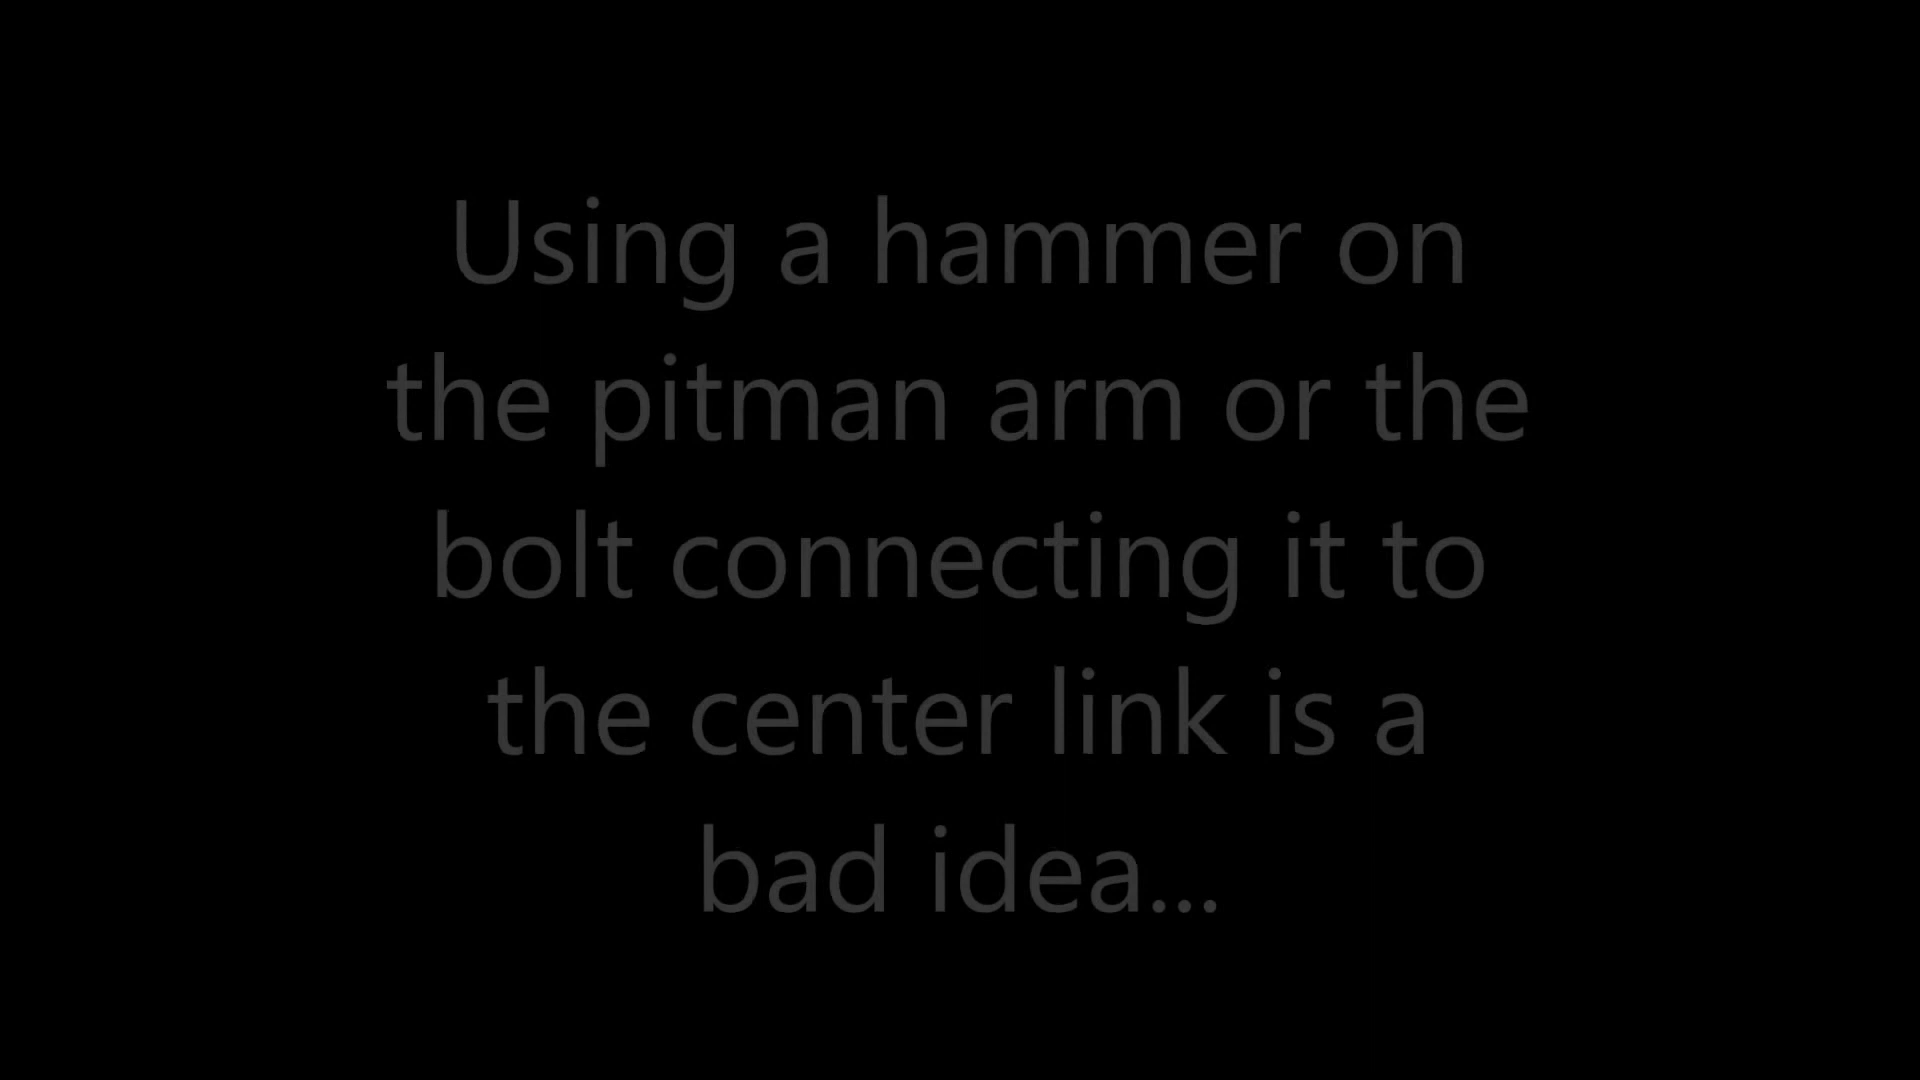 Using a hammer on
the pitman arm or the
bolt connecting it to
the center link is a
bad idea...